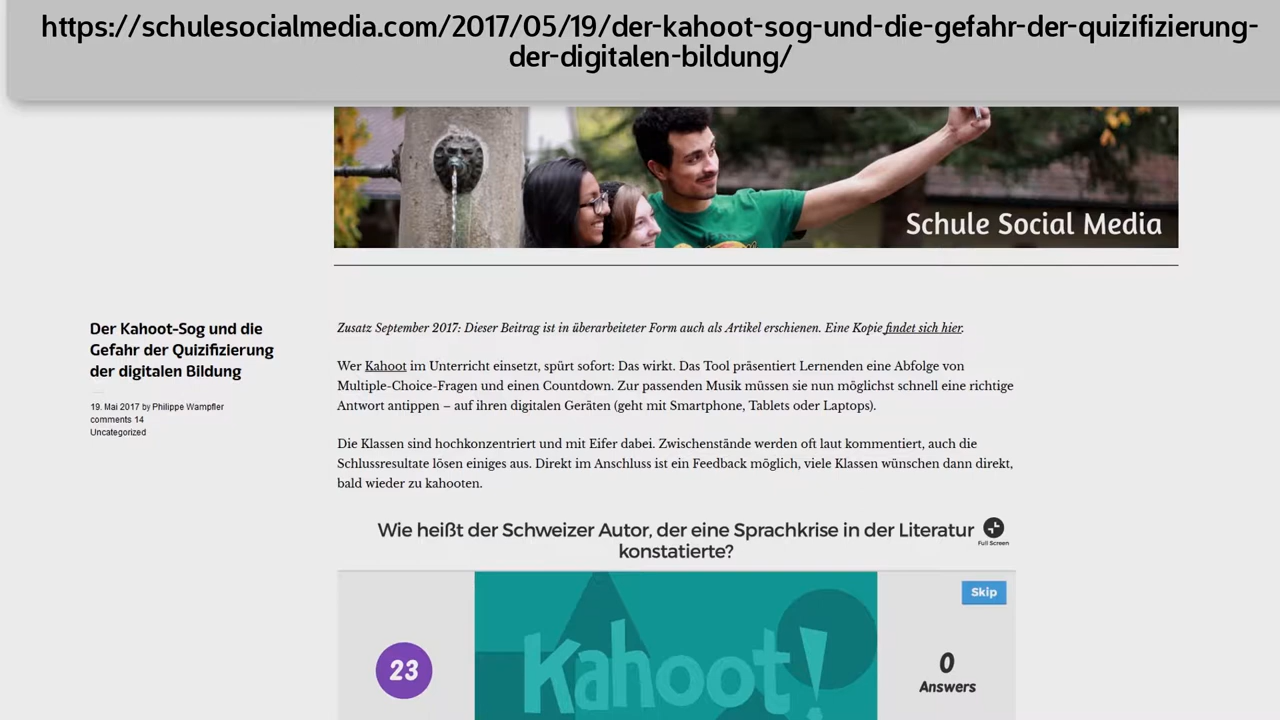 https://schulesocialmedia.com/2017/05/19/der-kahoot-sog-und-die-gefahr-der-quizifizierung-
der-digitalen-bildung/
Schule Social Media
Der Kahoot-Sog und die
Gefahr der Quizifizierung
der digitalen Bildung
19. Mai 2017 by Philippe Wampfler
comments 14
Uncategorized
Zusatz September 2017: Dieser Beitrag ist in überarbeiteter Form auch als Artikel erschienen. Eine Kopie findet sich hier.
Wer Kahoot im Unterricht einsetzt, spürt sofort: Das wirkt. Das Tool präsentiert Lernenden eine Abfolge von
Multiple-Choice-Fragen und einen Countdown. Zur passenden Musik müssen sie nun möglichst schnell eine richtige
Antwort antippen – auf ihren digitalen Geräten (geht mit Smartphone, Tablets oder Laptops).
Die Klassen sind hochkonzentriert und mit Eifer dabei. Zwischenstände werden oft laut kommentiert, auch die
Schlussresultate lösen einiges aus. Direkt im Anschluss ist ein Feedback möglich, viele Klassen wünschen dann direkt,
bald wieder zu kahooten.
Wie heißt der Schweizer Autor, der eine Sprachkrise in der Literatur
konstatierte?
Full Screen
Skip
23
Kahoot!
0
Answers